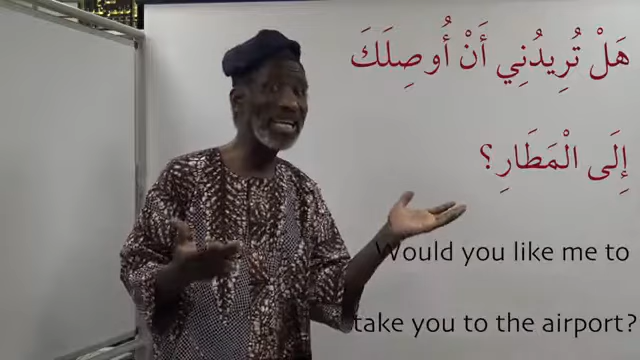 هَلْ تُرِيدُنِي أَنْ أُوصِلَكَ
إِلَى الْمَطَارِ؟
Would you like me to
take you to the airport?